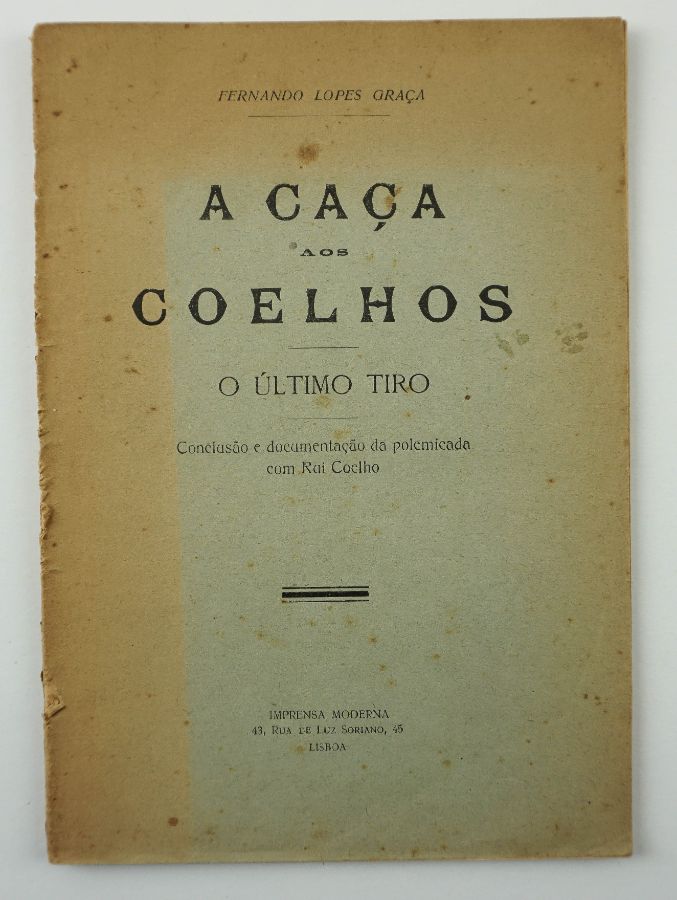 FERNANDO LOPES GRAÇA
A CAÇA
AOS
COELHOS
O ÚLTIMO TIRO
Conclusão e documentação da polemicada
com Rui Coelho
IMPRENSA MODERNA
43, RUA DE LUZ SORIANO, 45
LISBOA